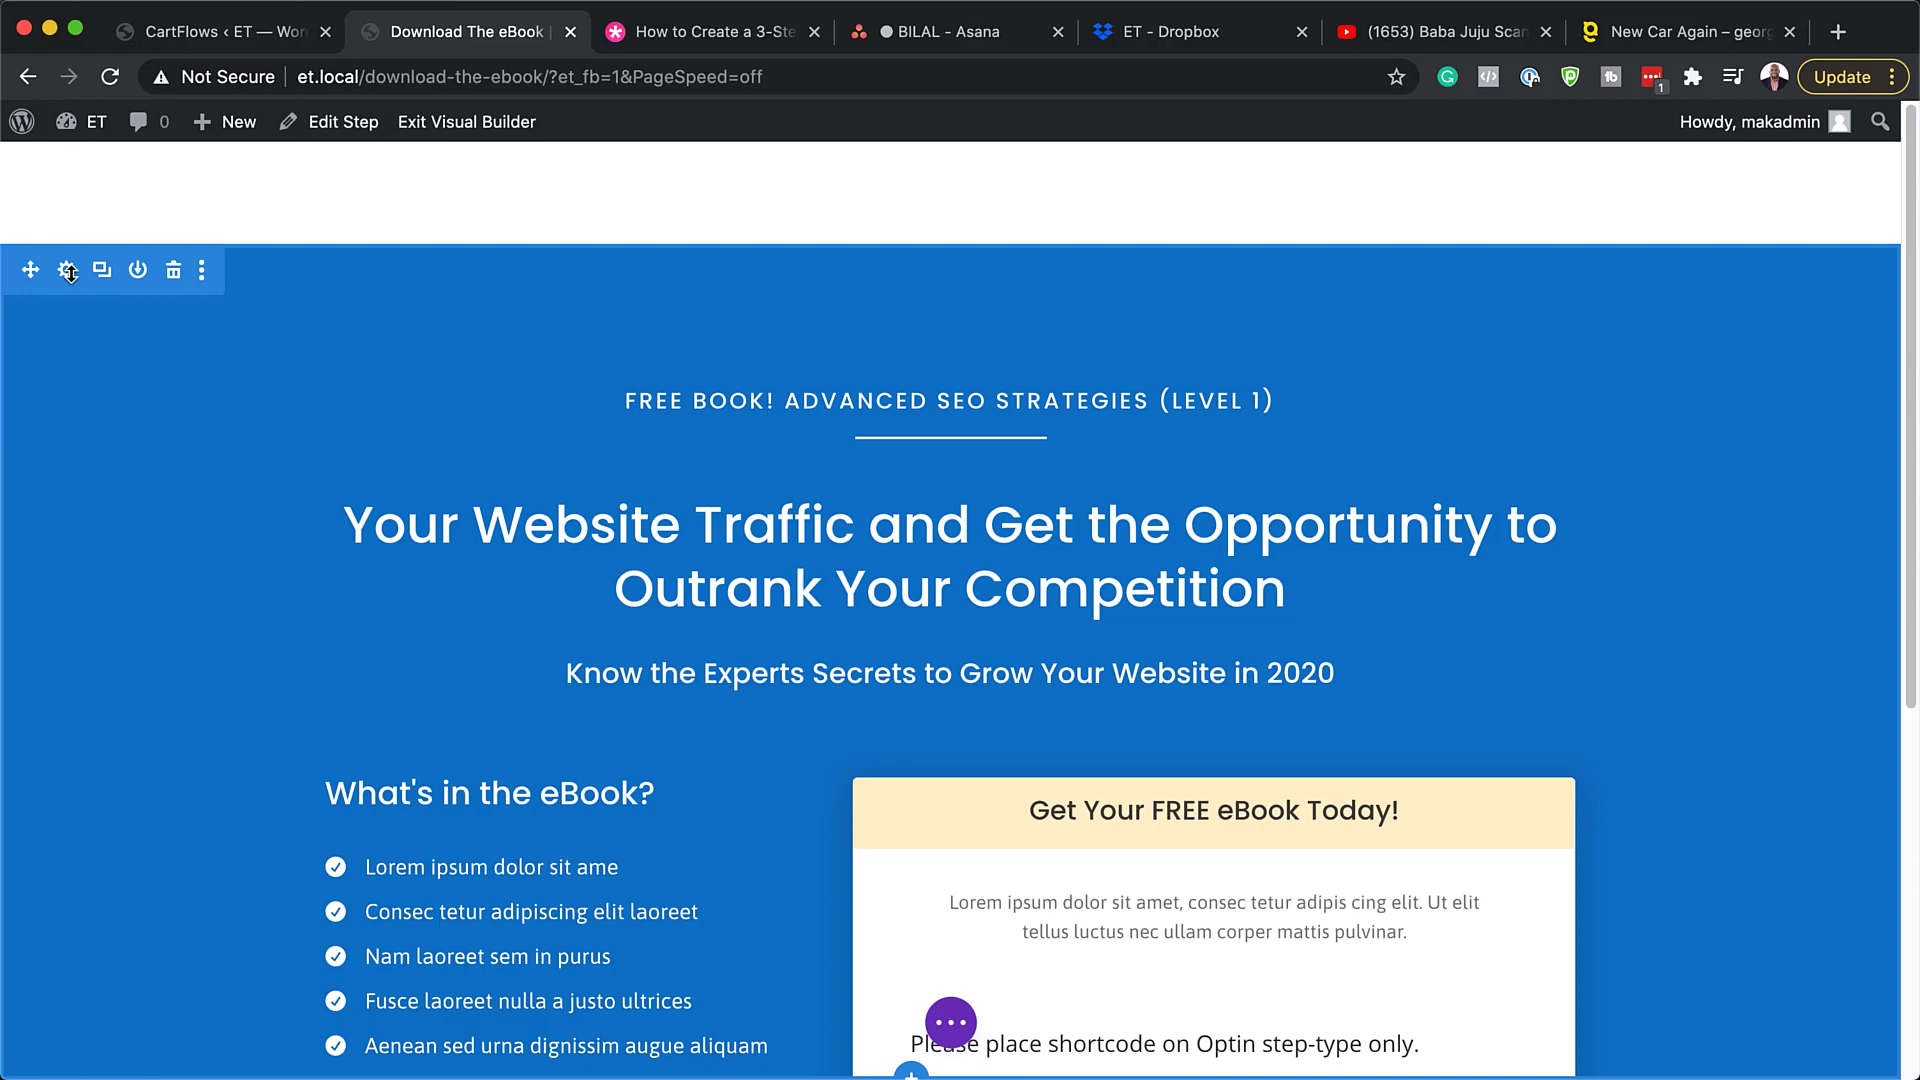 CartFlows ‹ ET — Wor
Download The eBook |
How to Create a 3-Ste
BILAL - Asana
ET - Dropbox
(1653) Baba Juju Scan
New Car Again – georg
Not Secure
et.local/download-the-ebook/?et_fb=1&PageSpeed=off
1
Update
ET
0
New
Edit Step
Exit Visual Builder
Howdy, makadmin
FREE BOOK! ADVANCED SEO STRATEGIES (LEVEL 1)
Your Website Traffic and Get the Opportunity to
Outrank Your Competition
Know the Experts Secrets to Grow Your Website in 2020
What's in the eBook?
Lorem ipsum dolor sit ame
Consec tetur adipiscing elit laoreet
Nam laoreet sem in purus
Fusce laoreet nulla a justo ultrices
Aenean sed urna dignissim augue aliquam
Get Your FREE eBook Today!
Lorem ipsum dolor sit amet, consec tetur adipis cing elit. Ut elit
tellus luctus nec ullam corper mattis pulvinar.
Please place shortcode on Optin step-type only.